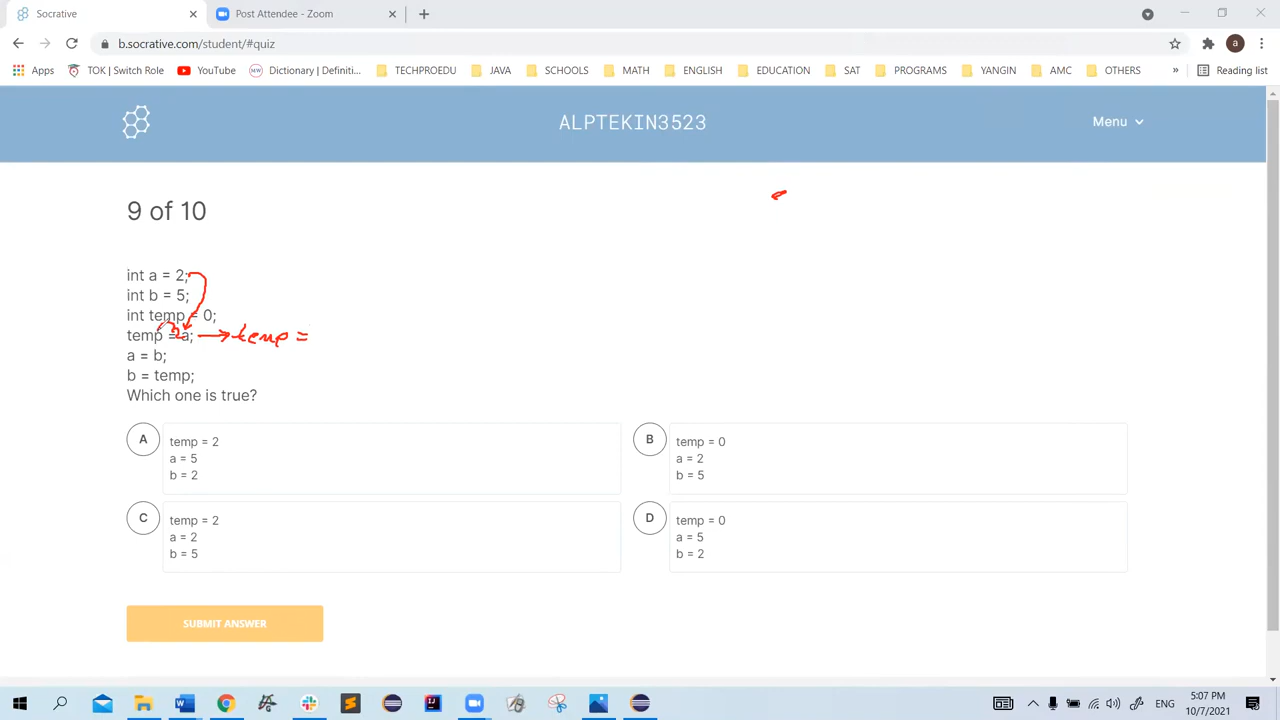 Socrative
Post Attendee - Zoom
b.socrative.com/student/#quiz
a
Apps
TOK | Switch Role
YouTube
Dictionary | Definiti...
TECHPROEDU
JAVA
SCHOOLS
MATH
ENGLISH
EDUCATION
SAT
PROGRAMS
YANGIN
AMC
OTHERS
»
Reading list
ALPTEKIN3523
Menu
9 of 10
int a = 2;
int b = 5;
int temp = 0;
temp = a; → temp =
2
a = b;
b = temp;
Which one is true?
A
temp = 2
a = 5
b = 2
B
temp = 0
a = 2
b = 5
C
temp = 2
a = 2
b = 5
D
temp = 0
a = 5
b = 2
SUBMIT ANSWER
ENG
5:07 PM
10/7/2021